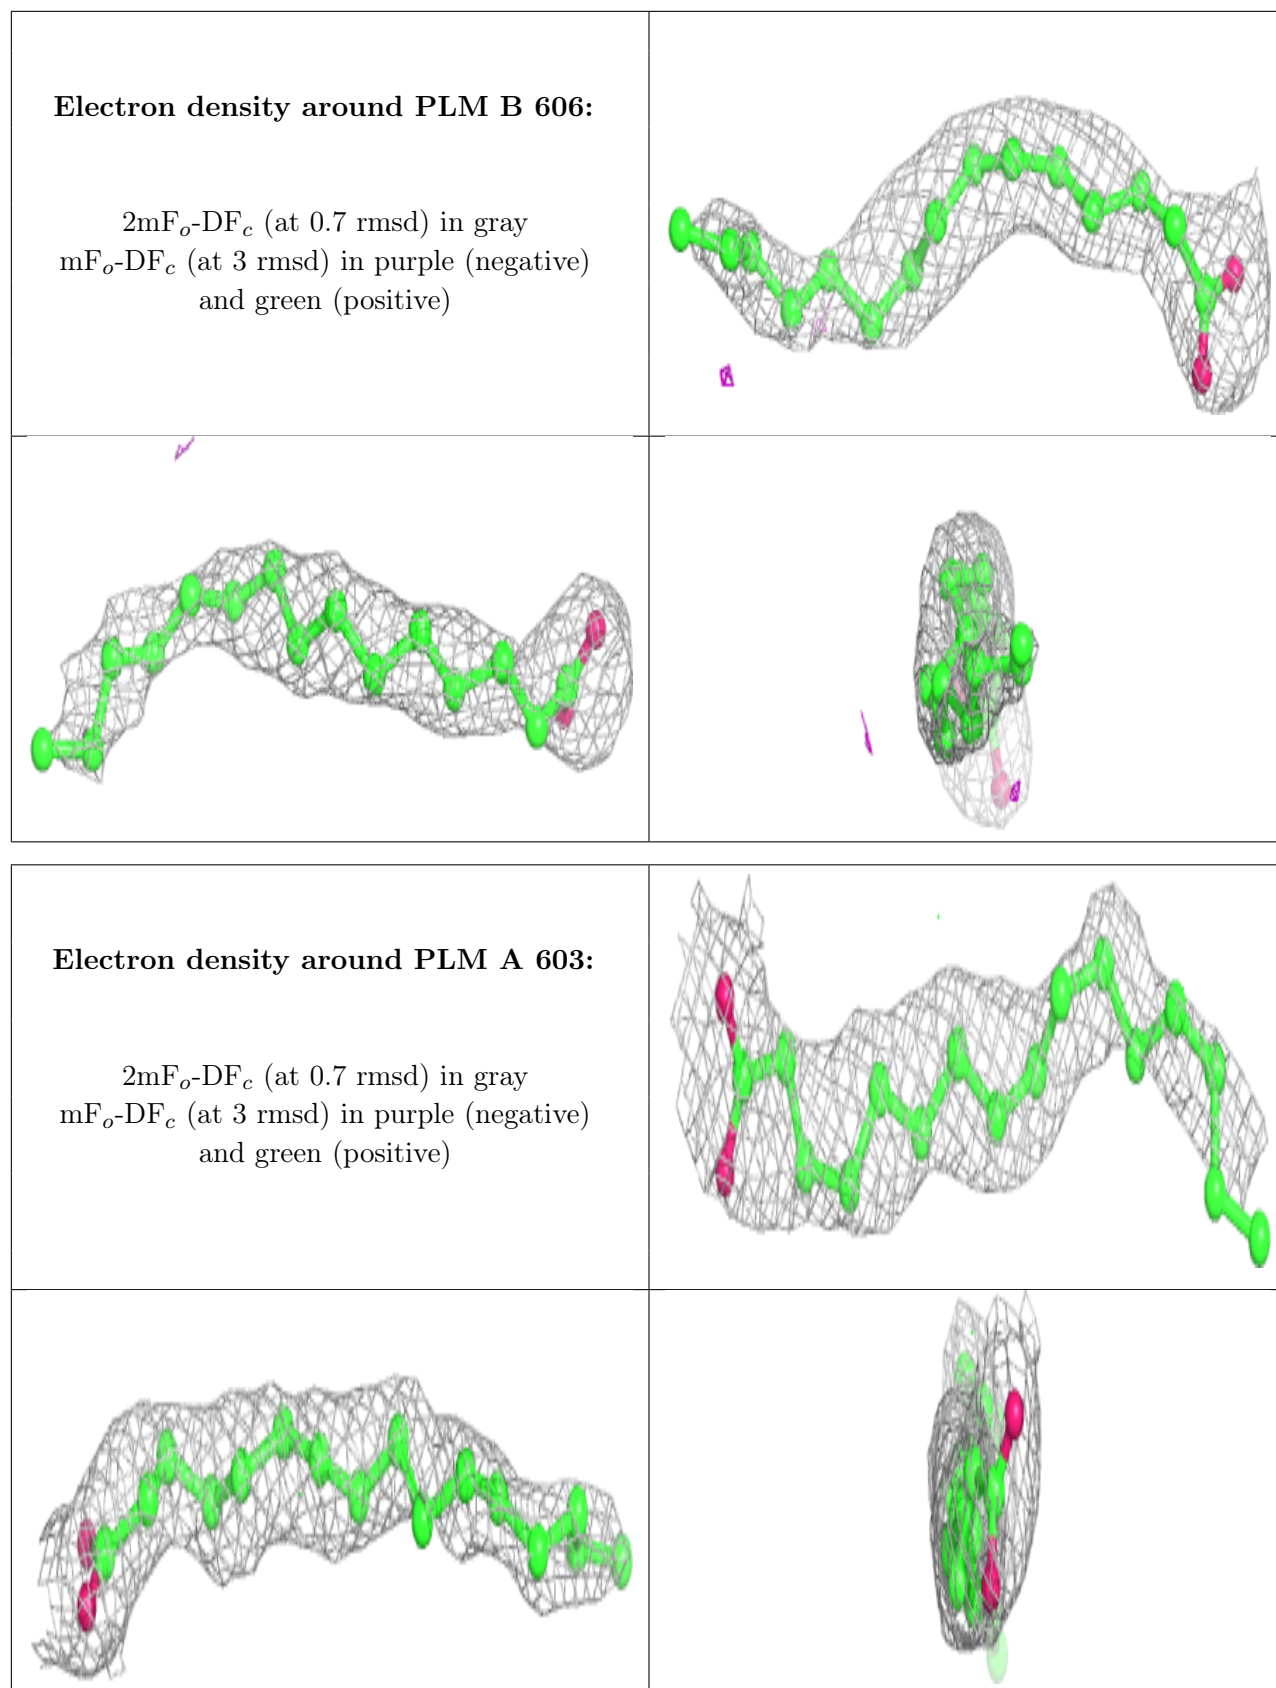 Electron density around PLM B 606:
2mFₒ-DF𝒸 (at 0.7 rmsd) in gray
mFₒ-DF𝒸 (at 3 rmsd) in purple (negative)
and green (positive)
Electron density around PLM A 603:
2mFₒ-DF𝒸 (at 0.7 rmsd) in gray
mFₒ-DF𝒸 (at 3 rmsd) in purple (negative)
and green (positive)